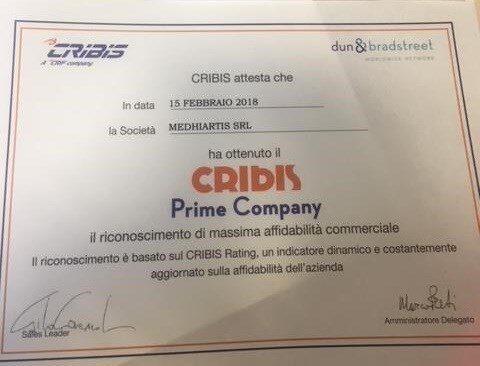 CRIBIS
A CRIF company
dun & bradstreet
WORLDWIDE NETWORK
CRIBIS attesta che
In data 15 FEBBRAIO 2018
la Società MEDHIARTIS SRL
ha ottenuto il
CRIBIS
Prime Company
il riconoscimento di massima affidabilità commerciale
Il riconoscimento è basato sul CRIBIS Rating, un indicatore dinamico e costantemente
aggiornato sulla affidabilità dell'azienda
Sales Leader
Amministratore Delegato